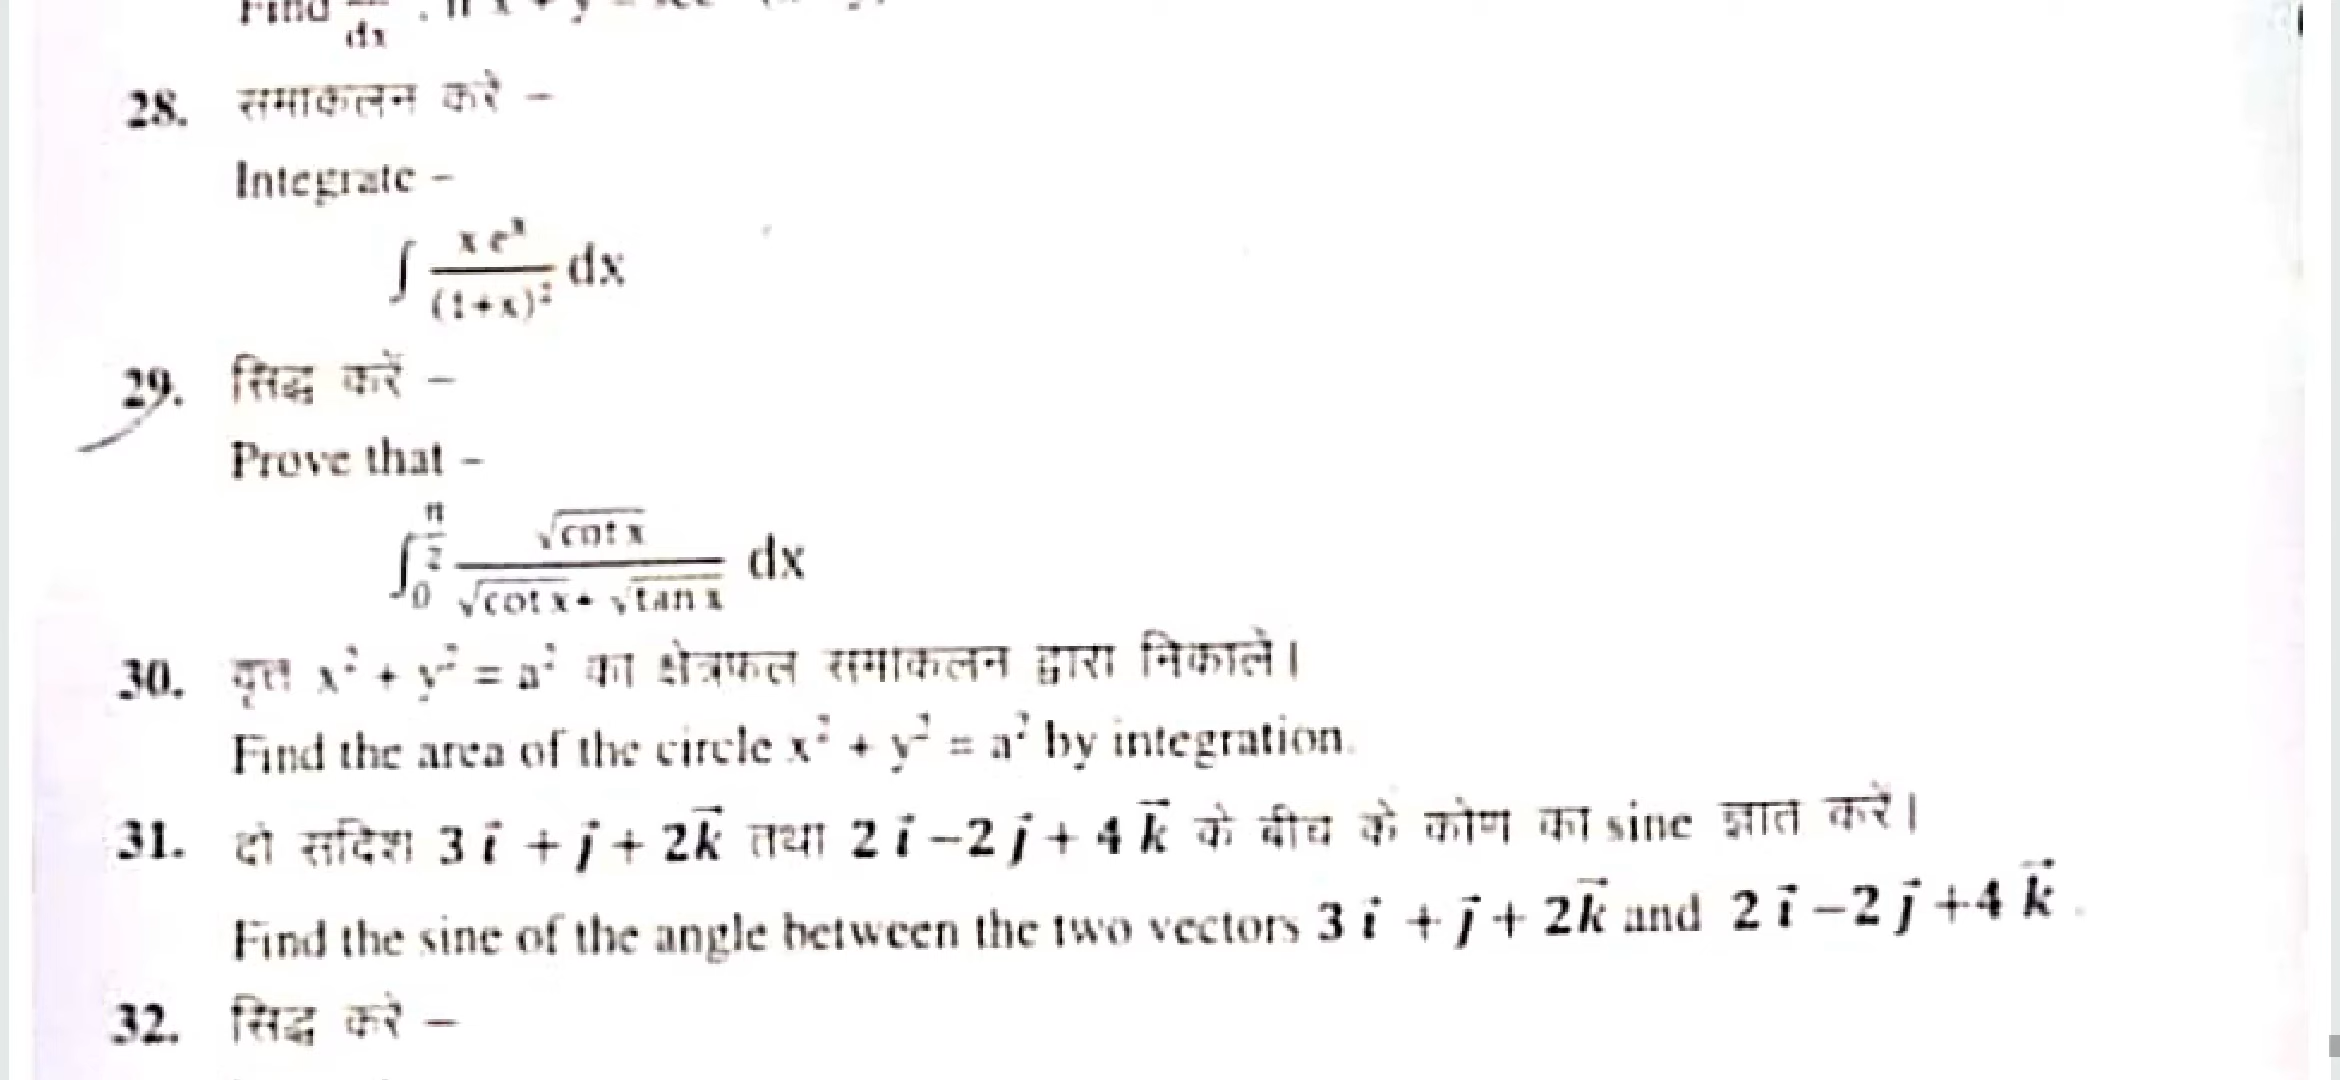 Find dx
28. समाकलन करे –
Integrate –
∫ x eˣ / (1+x)² dx
29. सिद्ध करें –
Prove that –
∫₀^(π/2) √cot x / (√cot x + √tan x) dx
30. वृत्त x² + y² = a² का क्षेत्रफल समाकलन द्वारा निकाले।
Find the area of the circle x² + y² = a² by integration.
31. दो सदिश 3 i⃗ + j⃗ + 2k⃗ तथा 2 i⃗ –2 j⃗ + 4 k⃗ के बीच के कोण का sine ज्ञात करें।
Find the sine of the angle between the two vectors 3 i⃗ + j⃗ + 2k⃗ and 2 i⃗ –2 j⃗ +4 k⃗ .
32. सिद्ध करे –